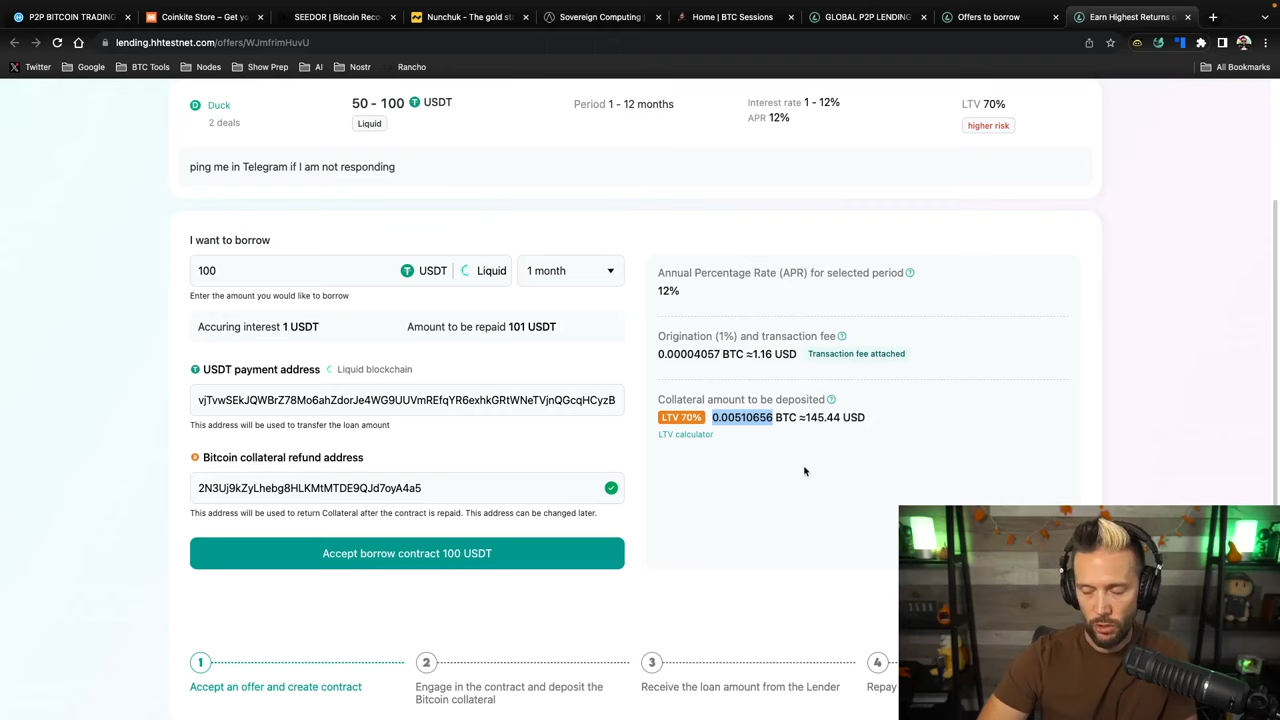 P2P BITCOIN TRADING
Coinkite Store – Get yo
SEEDOR | Bitcoin Reco
Nunchuk - The gold sta
Sovereign Computing |
Home | BTC Sessions
GLOBAL P2P LENDING
Offers to borrow
Earn Highest Returns o
lending.hhtestnet.com/offers/WJmfrimHuvU
Twitter
Google
BTC Tools
Nodes
Show Prep
AI
Nostr
Rancho
All Bookmarks
Duck
2 deals
50 - 100 USDT
Liquid
Period 1 - 12 months
Interest rate 1 - 12%
APR 12%
LTV 70%
higher risk
ping me in Telegram if I am not responding
I want to borrow
100
USDT
Liquid
1 month
Enter the amount you would like to borrow
Accuring interest 1 USDT
Amount to be repaid 101 USDT
USDT payment address
Liquid blockchain
vjTvwSEkJQWBrZ78Mo6ahZdorJe4WG9UUVmREfqYR6exhkGRtWNeTVjnQGcqHCyzB
This address will be used to transfer the loan amount
Bitcoin collateral refund address
2N3Uj9kZyLhebg8HLKMtMTDE9QJd7oyA4a5
This address will be used to return Collateral after the contract is repaid. This address can be changed later.
Accept borrow contract 100 USDT
Annual Percentage Rate (APR) for selected period
12%
Origination (1%) and transaction fee
0.00004057 BTC ≈1.16 USD
Transaction fee attached
Collateral amount to be deposited
LTV 70%
0.00510656 BTC ≈145.44 USD
LTV calculator
1
Accept an offer and create contract
2
Engage in the contract and deposit the
Bitcoin collateral
3
Receive the loan amount from the Lender
4
Repay